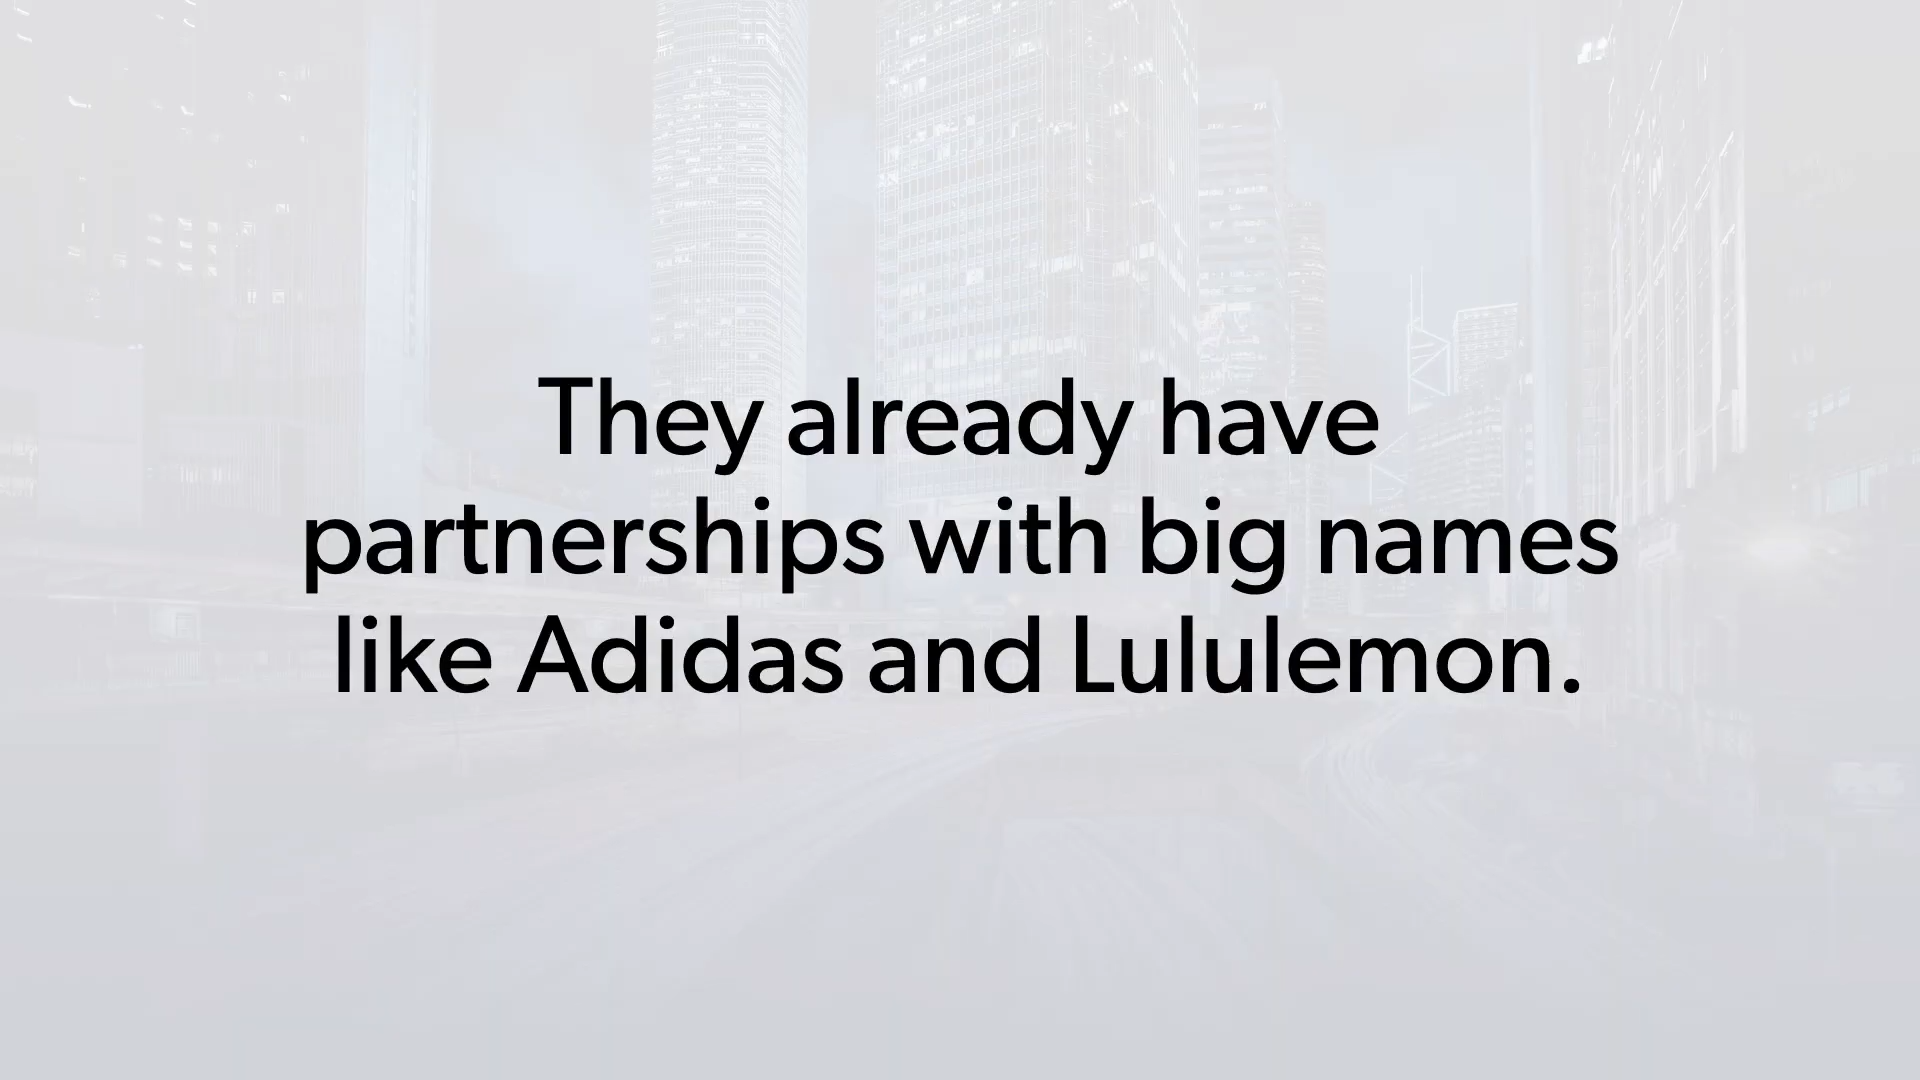 They already have
partnerships with big names
like Adidas and Lululemon.